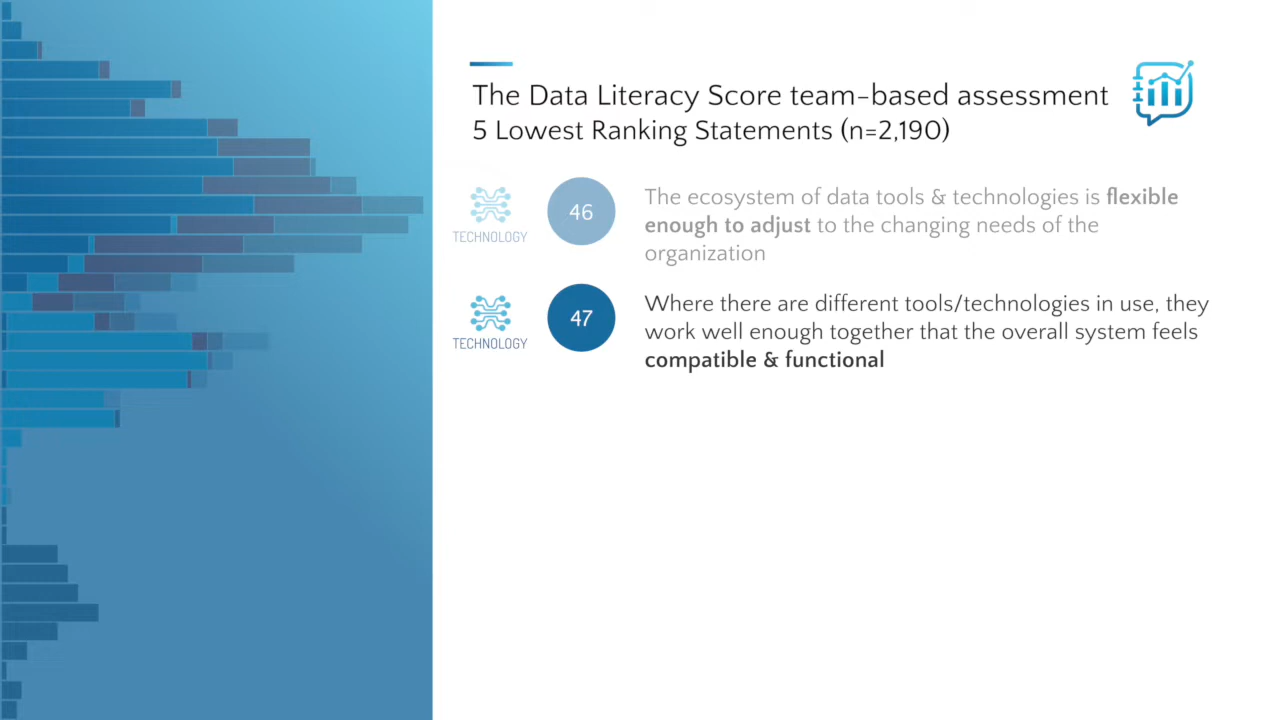 The Data Literacy Score team-based assessment
5 Lowest Ranking Statements (n=2,190)
TECHNOLOGY
46
The ecosystem of data tools & technologies is flexible
enough to adjust to the changing needs of the
organization
TECHNOLOGY
47
Where there are different tools/technologies in use, they
work well enough together that the overall system feels
compatible & functional